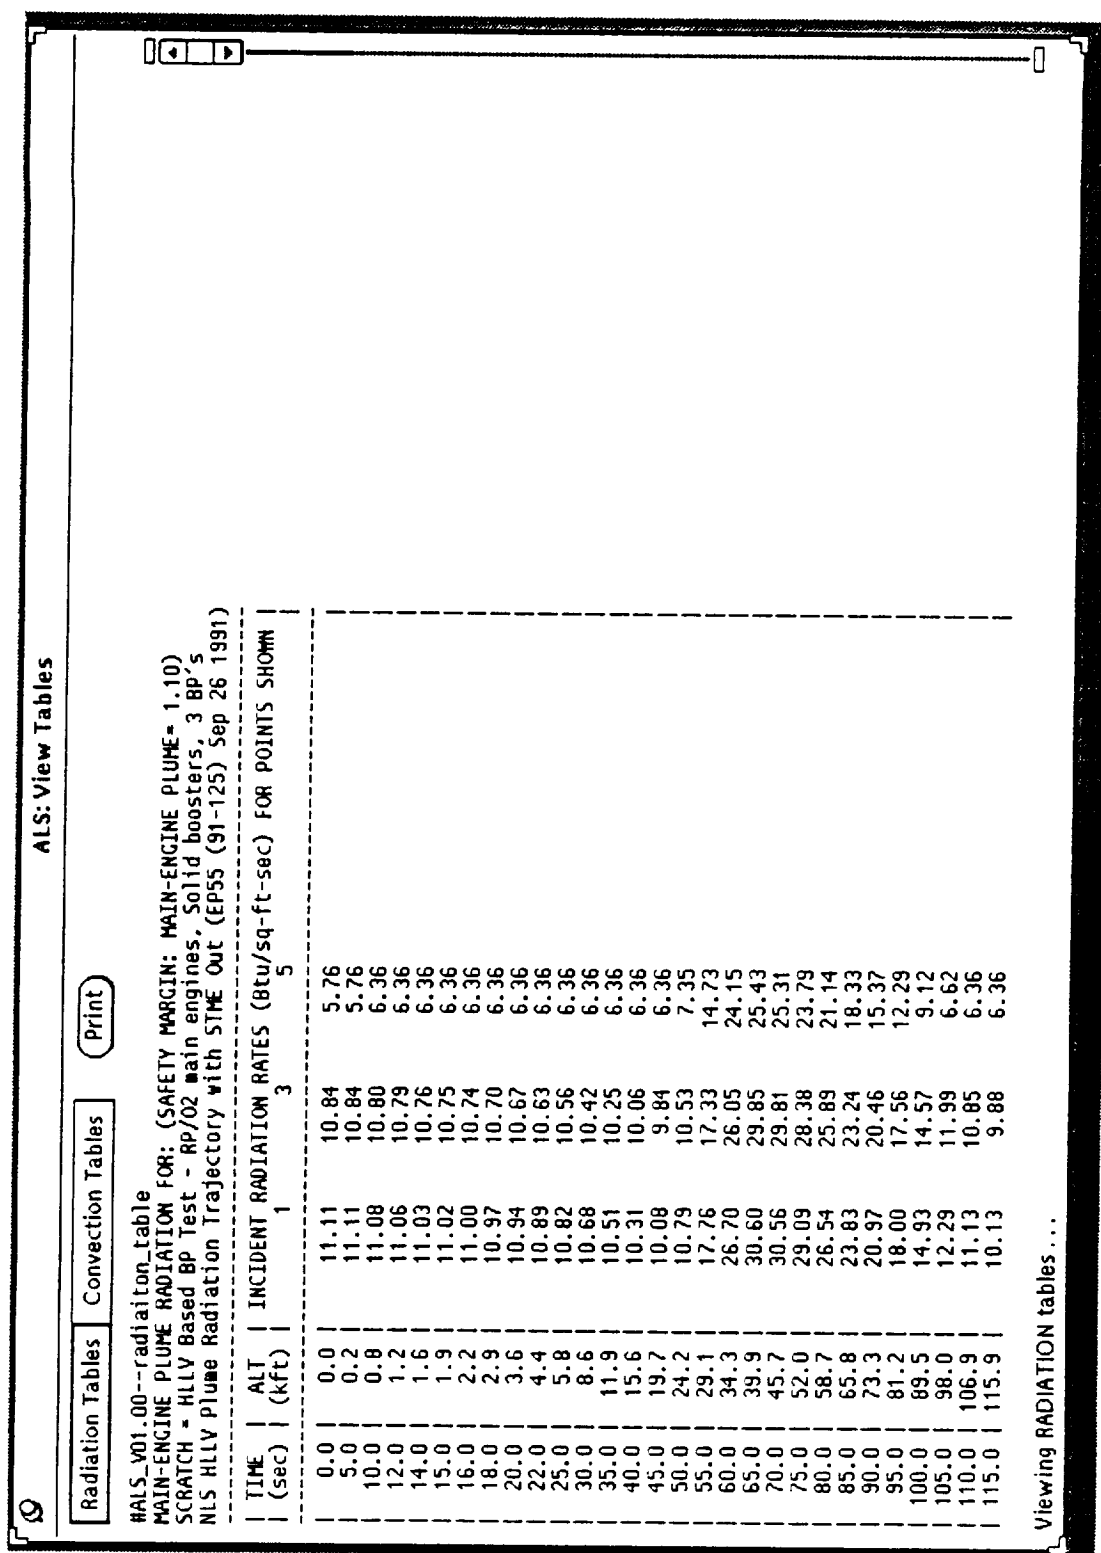 ALS: View Tables
Radiation Tables Convection Tables Print
#ALS_V01.00--radiaiton_table
MAIN-ENGINE PLUME RADIATION FOR: (SAFETY MARGIN: MAIN-ENGINE PLUME= 1.10)
SCRATCH = HLLV Based BP Test - RP/O2 main engines, Solid boosters, 3 BP's
NLS HLLV Plume Radiation Trajectory with STME Out (EP55 (91-125) Sep 26 1991)
| TIME | ALT | INCIDENT RADIATION RATES (Btu/sq-ft-sec) FOR POINTS SHOWN |
| (sec) | (kft) | 1 3 5 |
| 0.0 | 0.0 | 11.11 10.84 5.76 |
| 5.0 | 0.2 | 11.11 10.84 5.76 |
| 10.0 | 0.8 | 11.08 10.80 6.36 |
| 12.0 | 1.2 | 11.06 10.79 6.36 |
| 14.0 | 1.6 | 11.03 10.76 6.36 |
| 15.0 | 1.9 | 11.02 10.75 6.36 |
| 16.0 | 2.2 | 11.00 10.74 6.36 |
| 18.0 | 2.9 | 10.97 10.70 6.36 |
| 20.0 | 3.6 | 10.94 10.67 6.36 |
| 22.0 | 4.4 | 10.89 10.63 6.36 |
| 25.0 | 5.8 | 10.82 10.56 6.36 |
| 30.0 | 8.6 | 10.68 10.42 6.36 |
| 35.0 | 11.9 | 10.51 10.25 6.36 |
| 40.0 | 15.6 | 10.31 10.06 6.36 |
| 45.0 | 19.7 | 10.08 9.84 6.36 |
| 50.0 | 24.2 | 10.79 10.53 7.35 |
| 55.0 | 29.1 | 17.76 17.33 14.73 |
| 60.0 | 34.3 | 26.70 26.05 24.15 |
| 65.0 | 39.9 | 30.60 29.85 25.43 |
| 70.0 | 45.7 | 30.56 29.81 25.31 |
| 75.0 | 52.0 | 29.09 28.38 23.79 |
| 80.0 | 58.7 | 26.54 25.89 21.14 |
| 85.0 | 65.8 | 23.83 23.24 18.33 |
| 90.0 | 73.3 | 20.97 20.46 15.37 |
| 95.0 | 81.2 | 18.00 17.56 12.29 |
| 100.0 | 89.5 | 14.93 14.57 9.12 |
| 105.0 | 98.0 | 12.29 11.99 6.62 |
| 110.0 | 106.9 | 11.13 10.85 6.36 |
| 115.0 | 115.9 | 10.13 9.88 6.36 |
Viewing RADIATION tables...